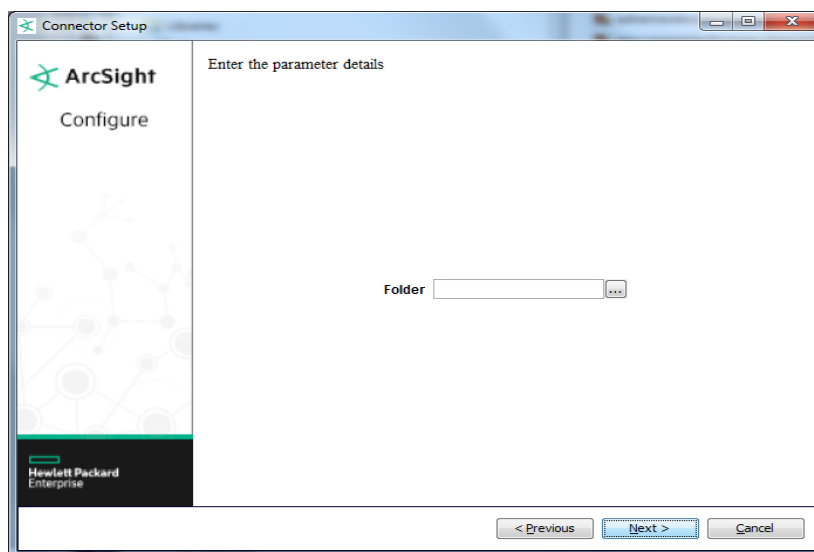 Connector Setup
ArcSight
Configure
Enter the parameter details
Folder
...
Hewlett Packard
Enterprise
< Previous
Next >
Cancel